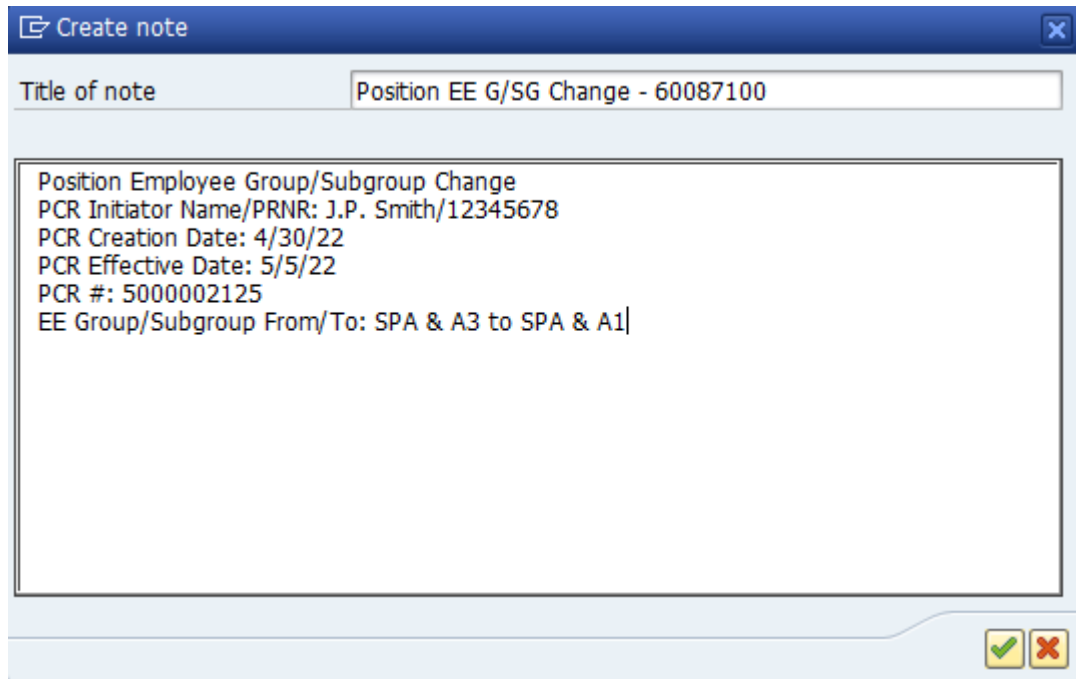 Create note
Title of note
Position EE G/SG Change - 60087100
Position Employee Group/Subgroup Change
PCR Initiator Name/PRNR: J.P. Smith/12345678
PCR Creation Date: 4/30/22
PCR Effective Date: 5/5/22
PCR #: 5000002125
EE Group/Subgroup From/To: SPA & A3 to SPA & A1